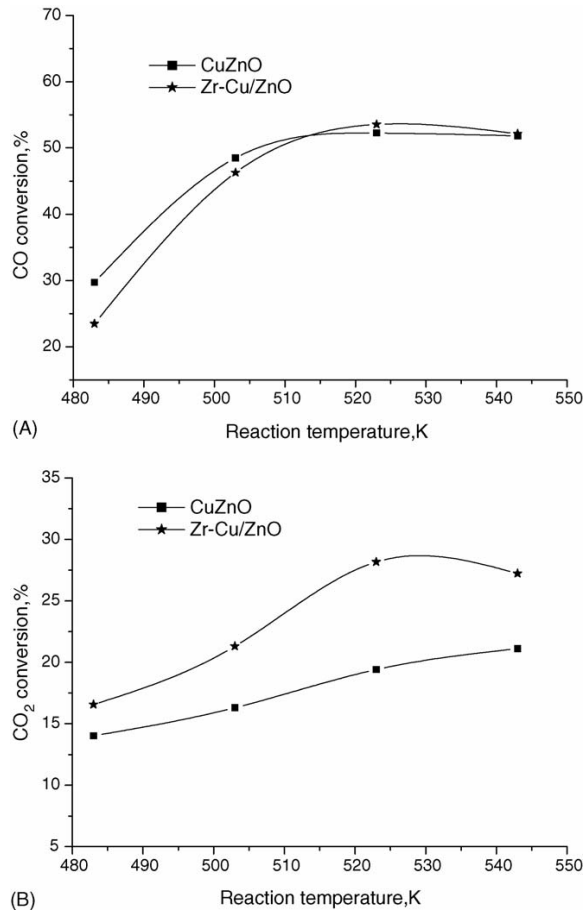 CuZnO
Zr-Cu/ZnO
70
60
50
40
30
20
CO conversion,%
480 490 500 510 520 530 540 550
(A)
Reaction temperature,K
35
CuZnO
Zr-Cu/ZnO
30
25
20
15
10
5
CO₂ conversion,%
480 490 500 510 520 530 540 550
(B)
Reaction temperature,K